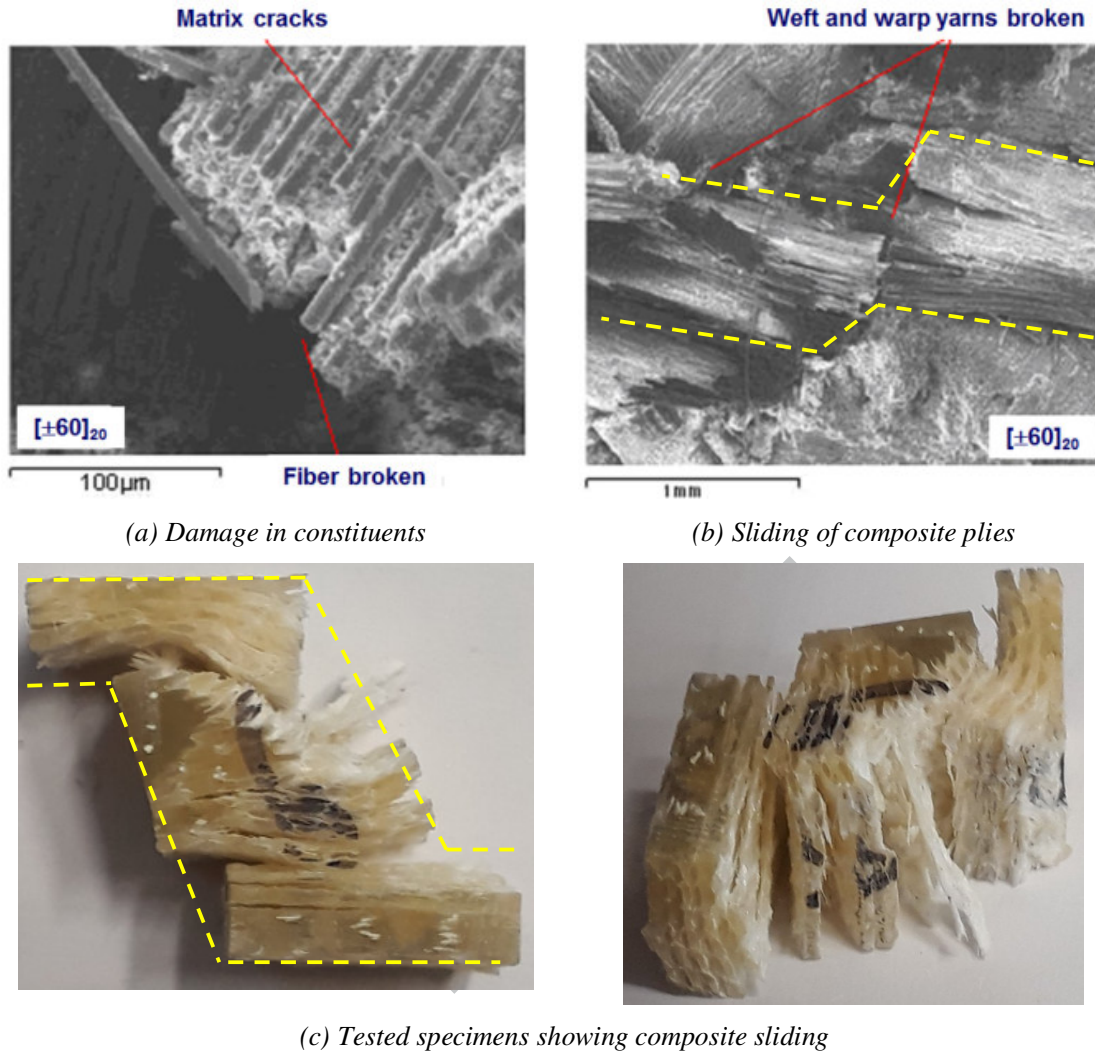 Matrix cracks
Weft and warp yarns broken
[±60]₂₀
100μm
Fiber broken
[±60]₂₀
1mm
(a) Damage in constituents
(b) Sliding of composite plies
(c) Tested specimens showing composite sliding